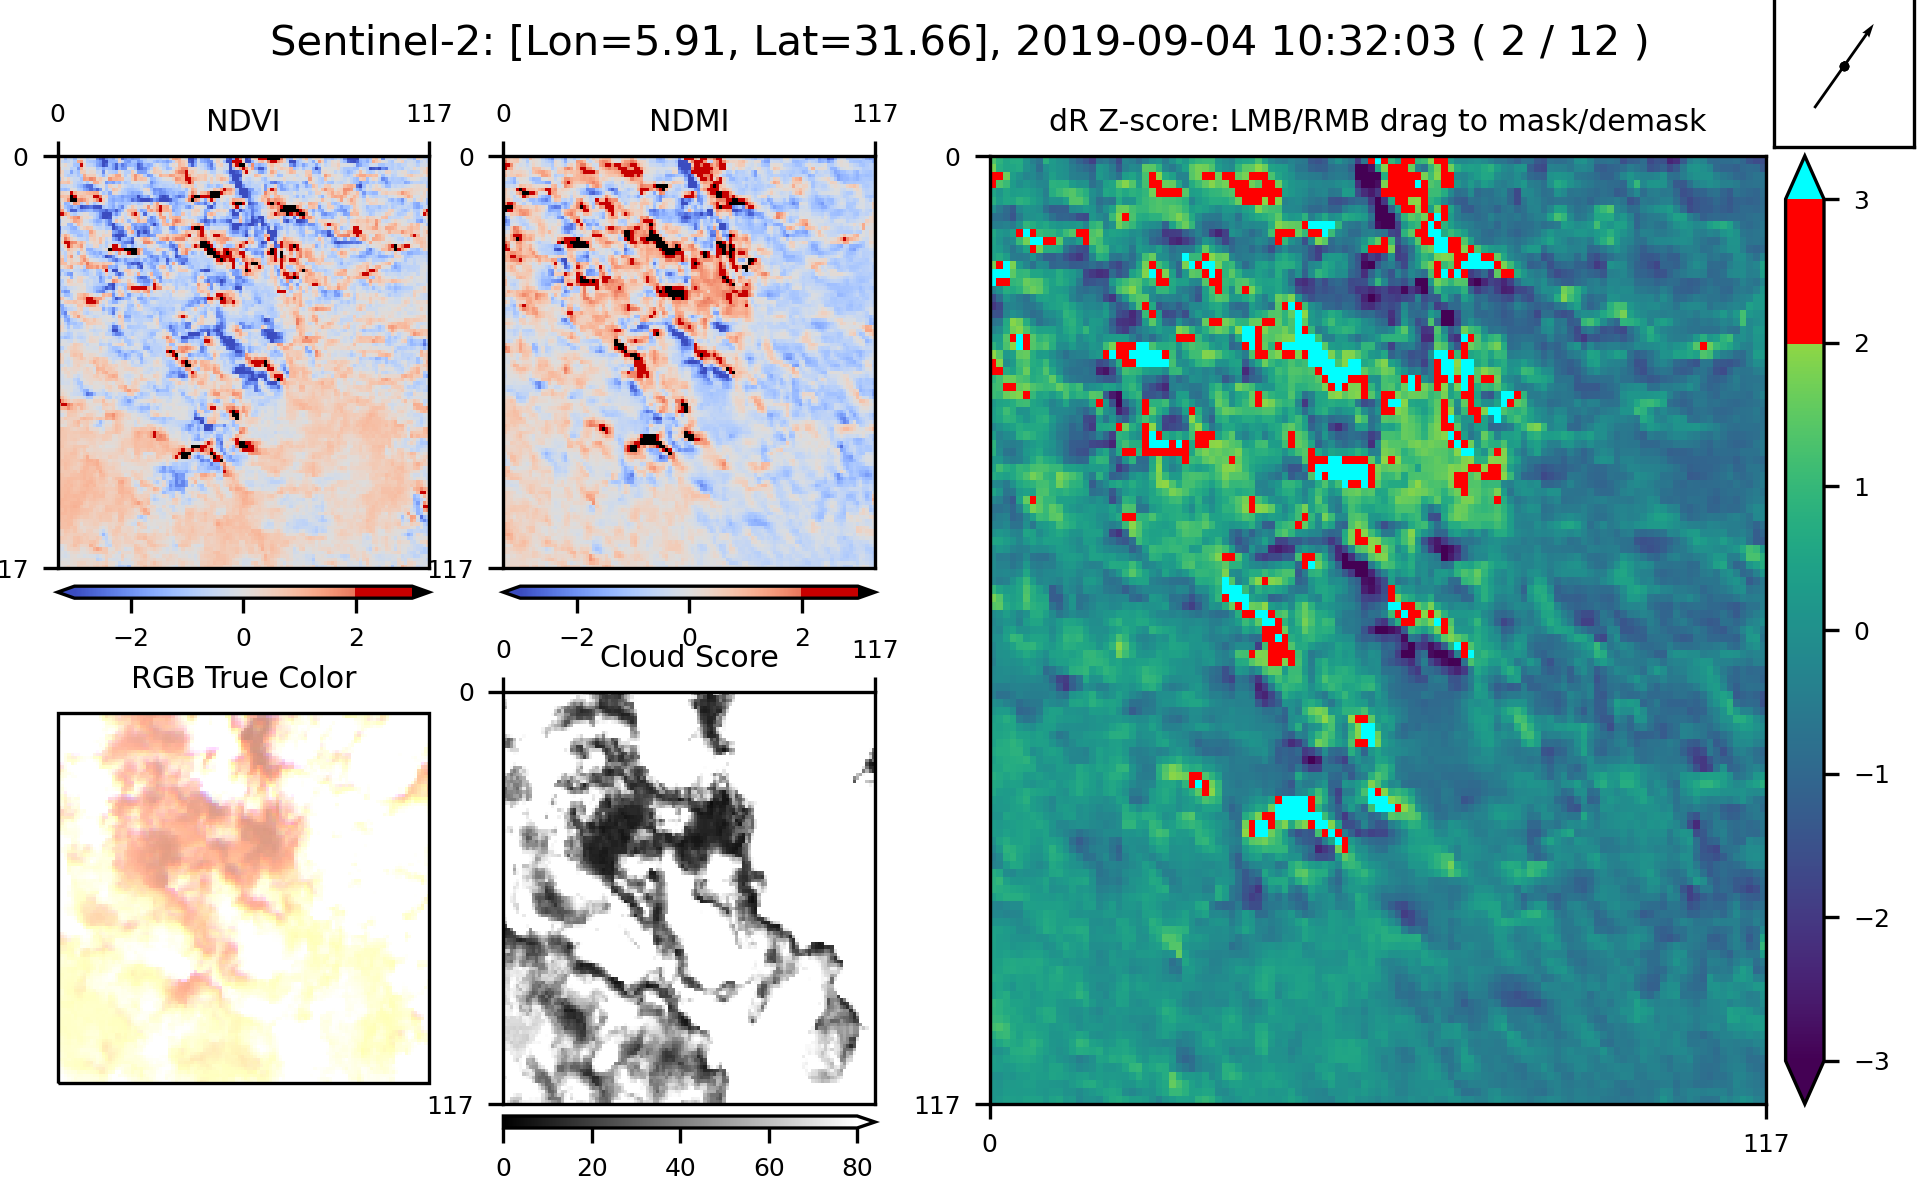 Sentinel-2: [Lon=5.91, Lat=31.66], 2019-09-04 10:32:03 ( 2 / 12 )
0 NDVI 117
0
17
−2 0 2
0 NDMI 117
0
117
−2 0 2
dR Z-score: LMB/RMB drag to mask/demask
0
117
0 117
3
2
1
0
−1
−2
−3
RGB True Color
0 Cloud Score 117
0
117
0 20 40 60 80